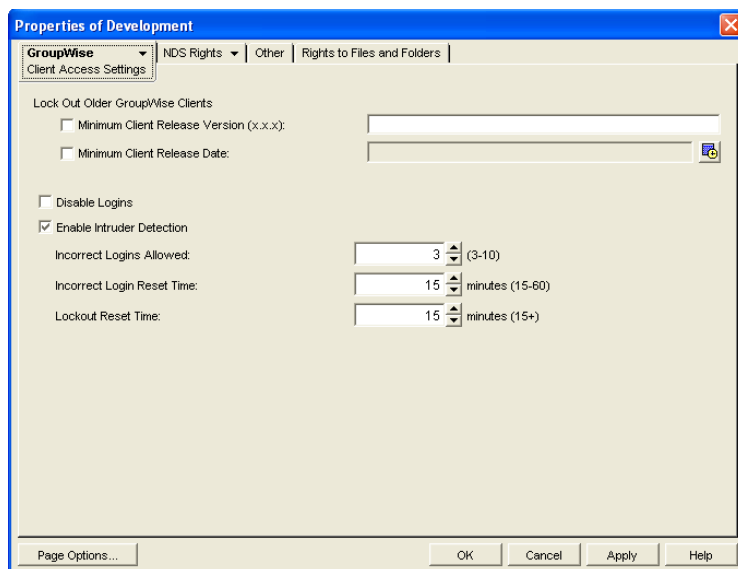 Properties of Development
GroupWise NDS Rights Other Rights to Files and Folders
Client Access Settings
Lock Out Older GroupWise Clients
Minimum Client Release Version (x.x.x):
Minimum Client Release Date:
Disable Logins
Enable Intruder Detection
Incorrect Logins Allowed: 3 (3-10)
Incorrect Login Reset Time: 15 minutes (15-60)
Lockout Reset Time: 15 minutes (15+)
Page Options... OK Cancel Apply Help